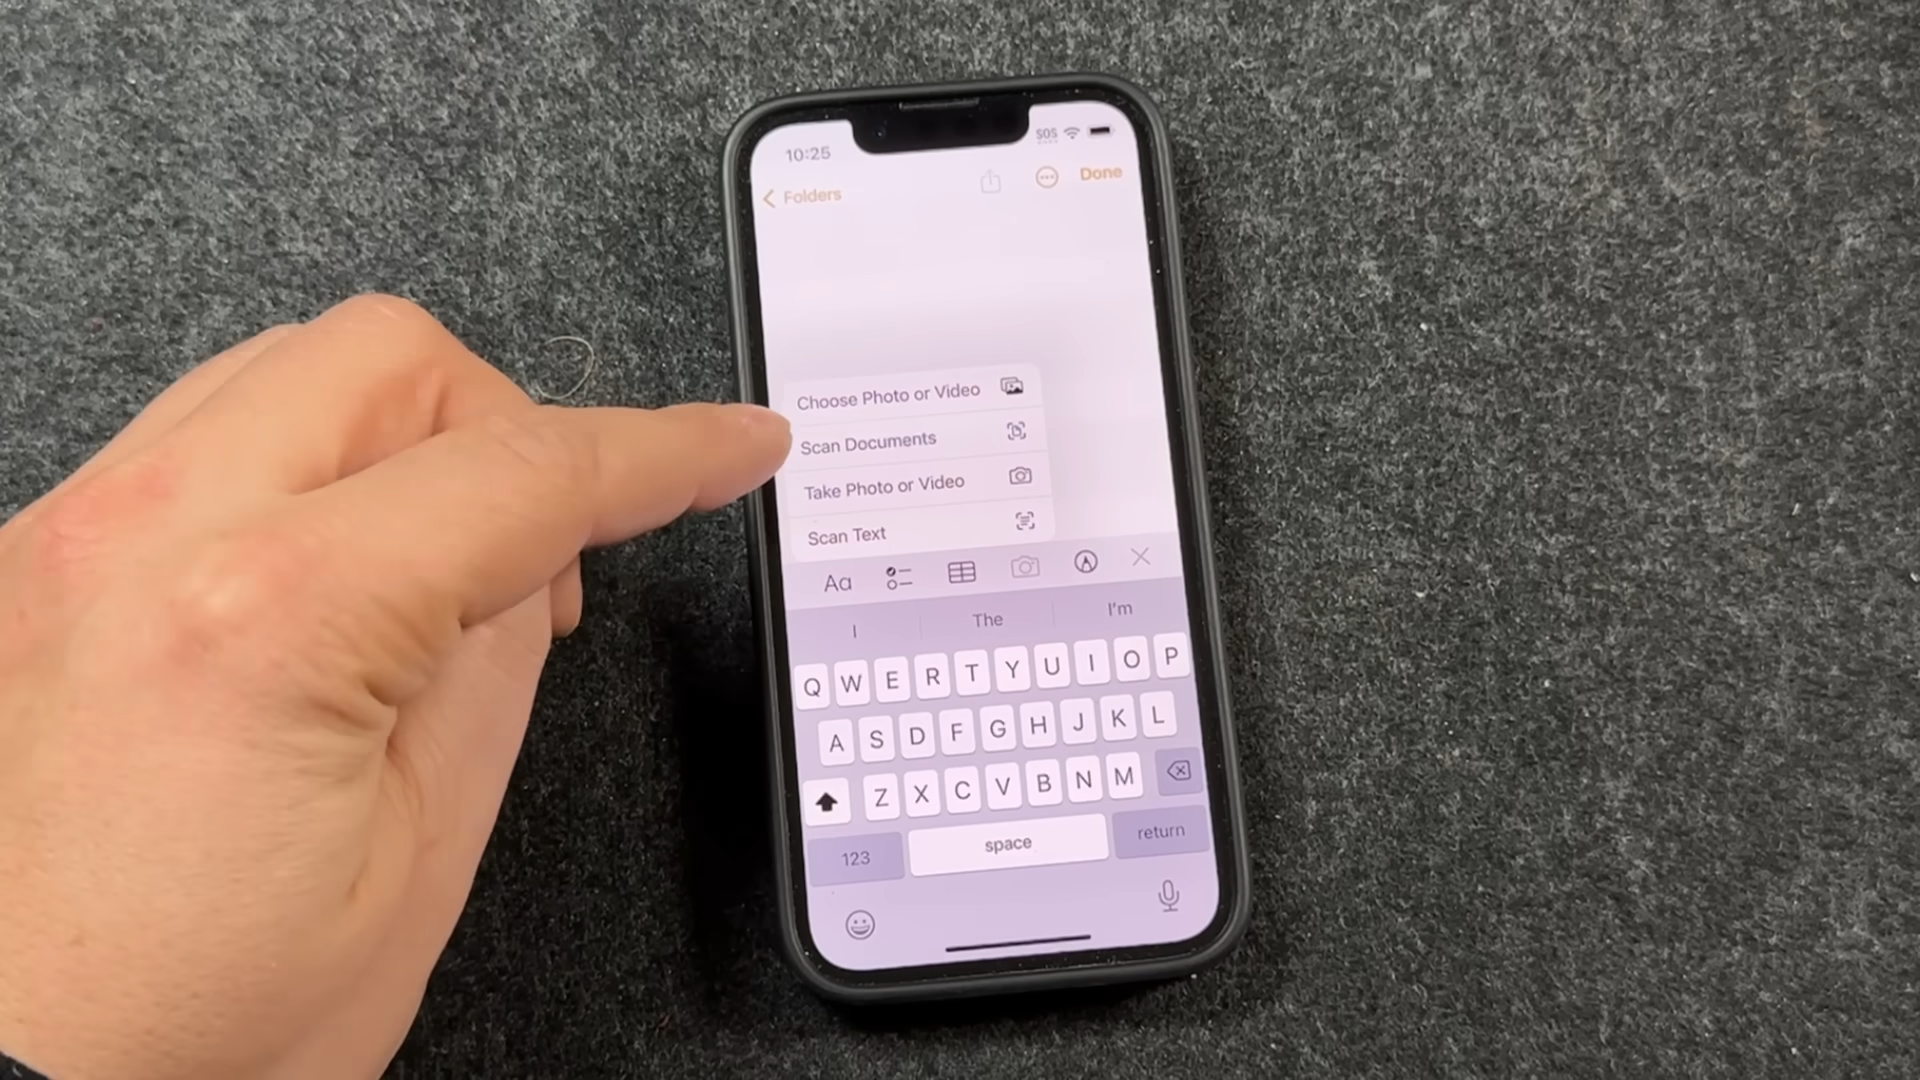 10:25
SOS
Folders
Done
Choose Photo or Video
Scan Documents
Take Photo or Video
Scan Text
Aa
I The I'm
Q W E R T Y U I O P
A S D F G H J K L
Z X C V B N M
123 space return